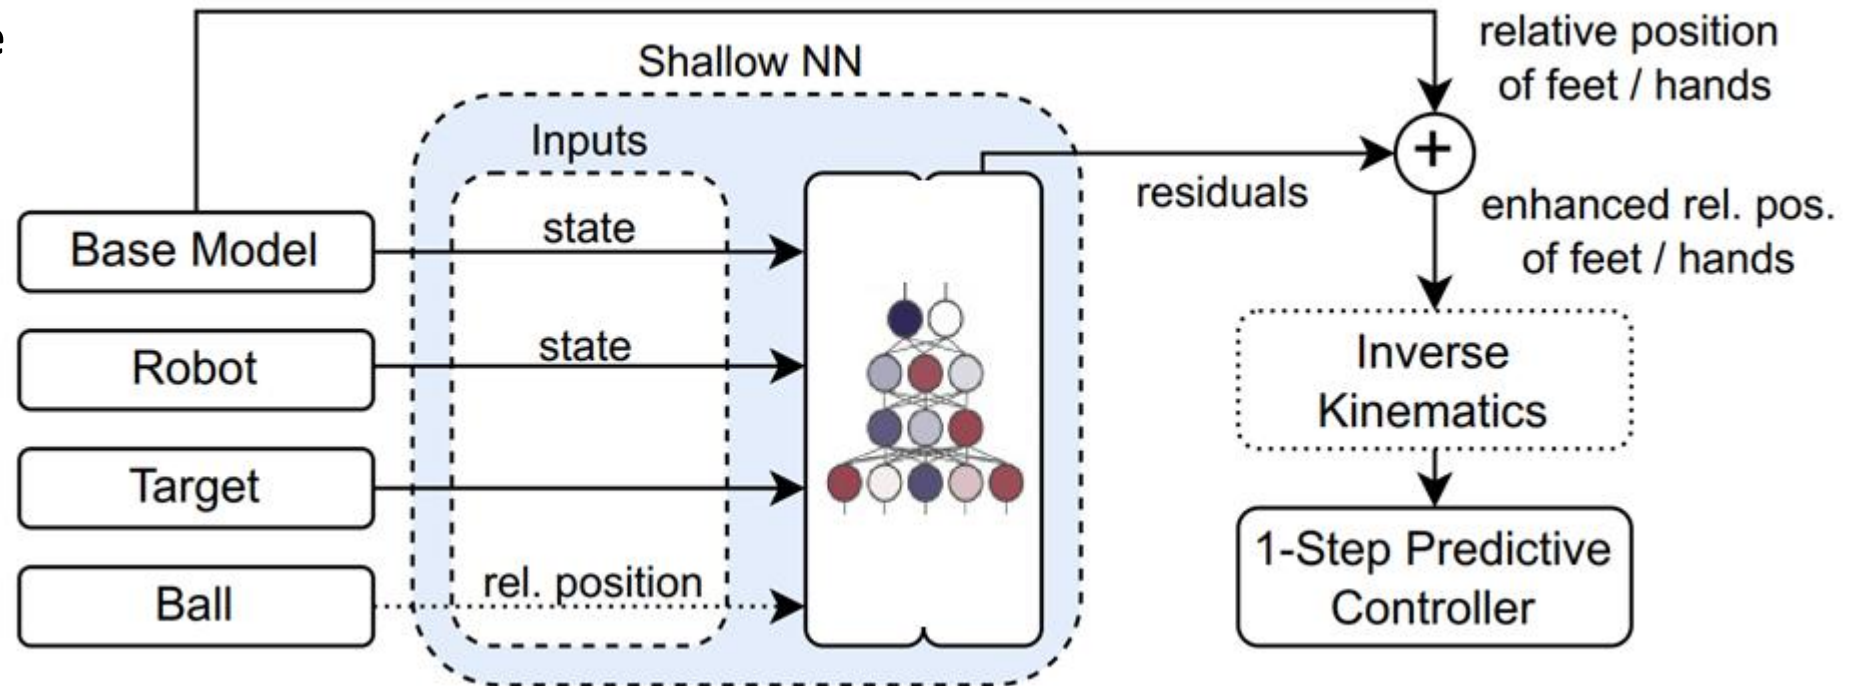 e
relative position
of feet / hands
Shallow NN
Inputs
+
residuals
enhanced rel. pos.
of feet / hands
Base Model
state
Robot
state
Target
Ball
rel. position
Inverse
Kinematics
1-Step Predictive
Controller